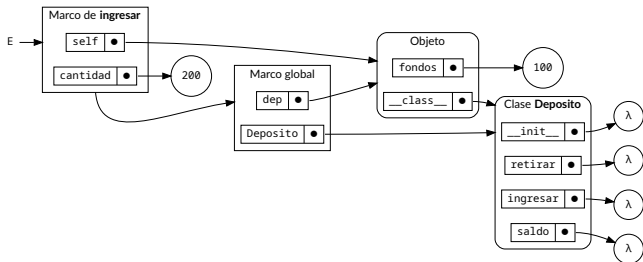 Marco de ingresar
E
self
cantidad
200
Marco global
dep
Deposito
Objeto
fondos
__class__
100
Clase Deposito
__init__
retirar
ingresar
saldo
λ
λ
λ
λ